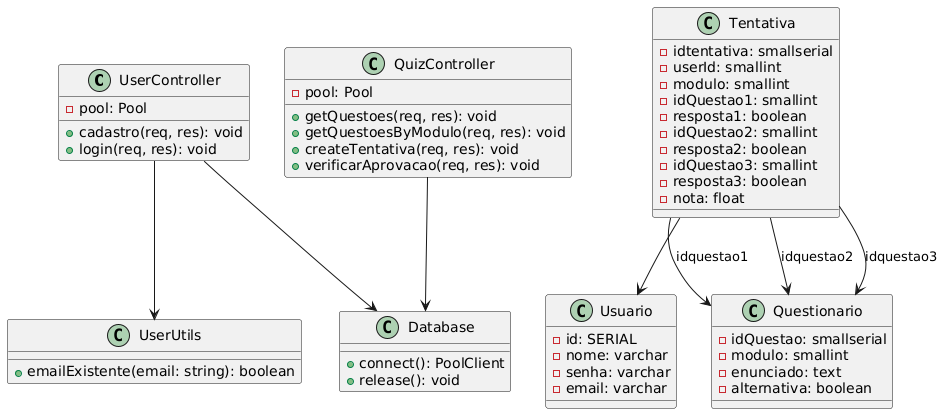 C UserController
pool: Pool
cadastro(req, res): void
login(req, res): void
C QuizController
pool: Pool
getQuestoes(req, res): void
getQuestoesByModulo(req, res): void
createTentativa(req, res): void
verificarAprovacao(req, res): void
C Tentativa
idtentativa: smallserial
userId: smallint
modulo: smallint
idQuestao1: smallint
resposta1: boolean
idQuestao2: smallint
resposta2: boolean
idQuestao3: smallint
resposta3: boolean
nota: float
idquestao1
idquestao2
idquestao3
C UserUtils
emailExistente(email: string): boolean
C Database
connect(): PoolClient
release(): void
C Usuario
id: SERIAL
nome: varchar
senha: varchar
email: varchar
C Questionario
idQuestao: smallserial
modulo: smallint
enunciado: text
alternativa: boolean